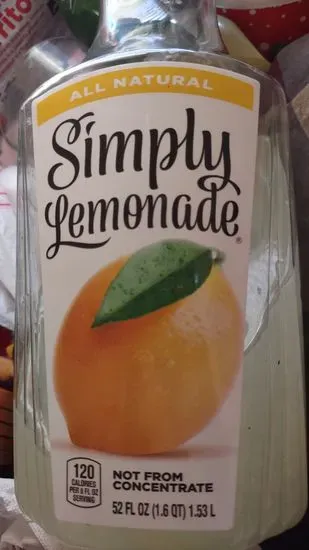 rito
ALL NATURAL
Simply
Lemonade®
120
CALORIES
PER 8 FL OZ
SERVING
NOT FROM
CONCENTRATE
52 FL OZ (1.6 QT) 1.53 L